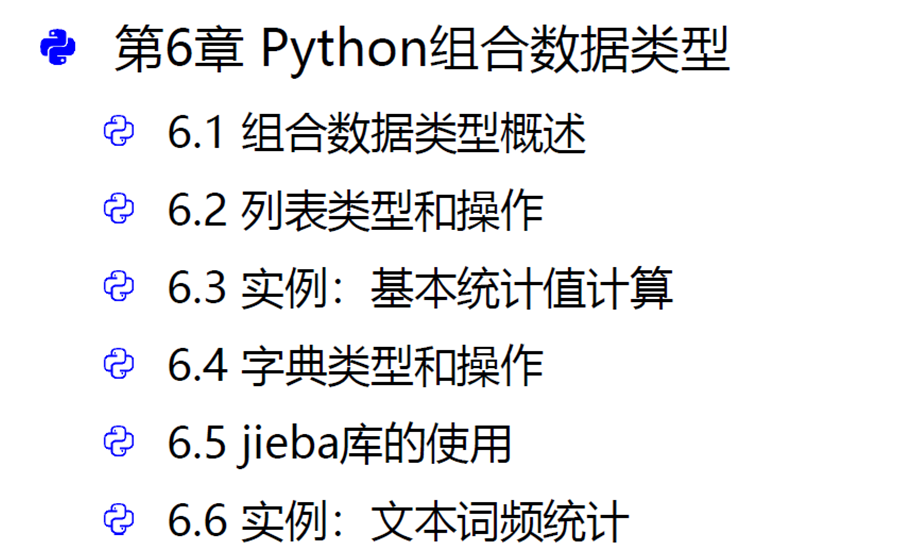 第6章 Python组合数据类型
6.1 组合数据类型概述
6.2 列表类型和操作
6.3 实例：基本统计值计算
6.4 字典类型和操作
6.5 jieba库的使用
6.6 实例：文本词频统计